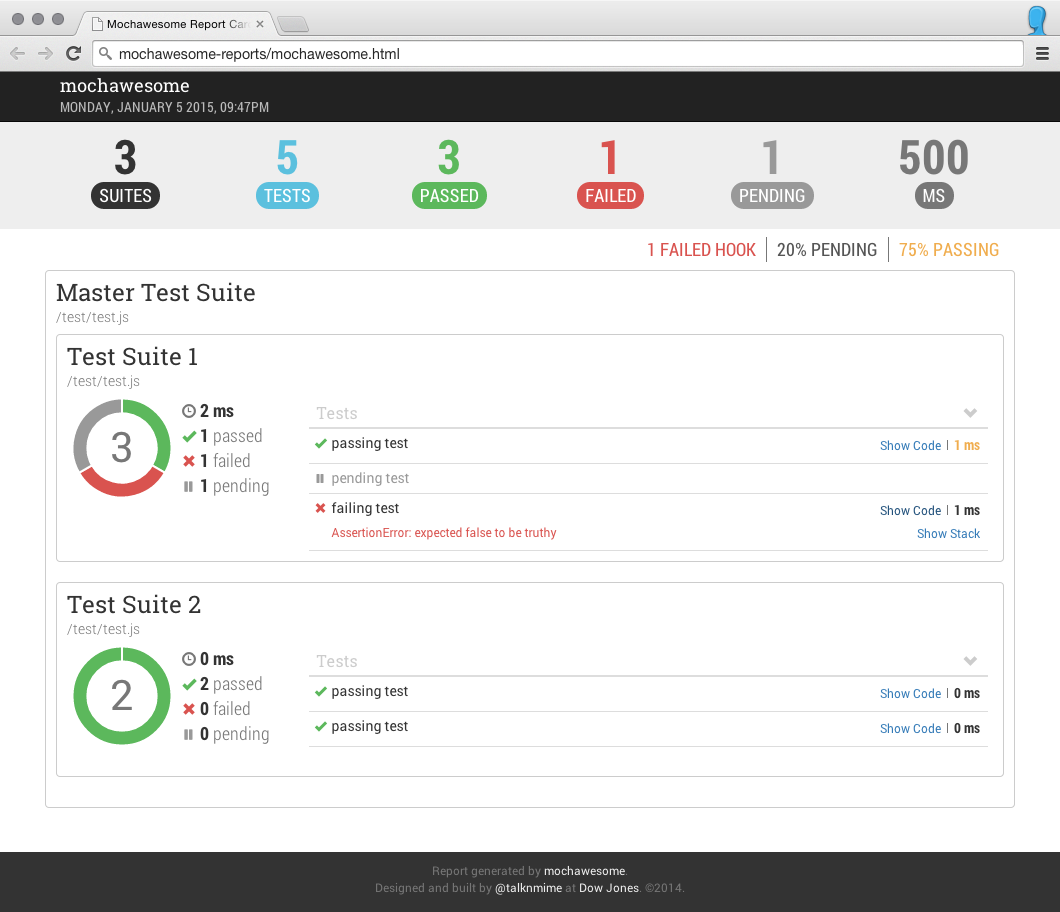 Mochawesome Report Car
mochawesome-reports/mochawesome.html
mochawesome
MONDAY, JANUARY 5 2015, 09:47PM
3 5 3 1 1 500
SUITES TESTS PASSED FAILED PENDING MS
1 FAILED HOOK 20% PENDING 75% PASSING
Master Test Suite
/test/test.js
Test Suite 1
/test/test.js
3
2 ms
1 passed
1 failed
1 pending
Tests
passing test Show Code 1 ms
pending test
failing test Show Code 1 ms
AssertionError: expected false to be truthy Show Stack
Test Suite 2
/test/test.js
2
0 ms
2 passed
0 failed
0 pending
Tests
passing test Show Code 0 ms
passing test Show Code 0 ms
Report generated by mochawesome.
Designed and built by @talknmime at Dow Jones. ©2014.